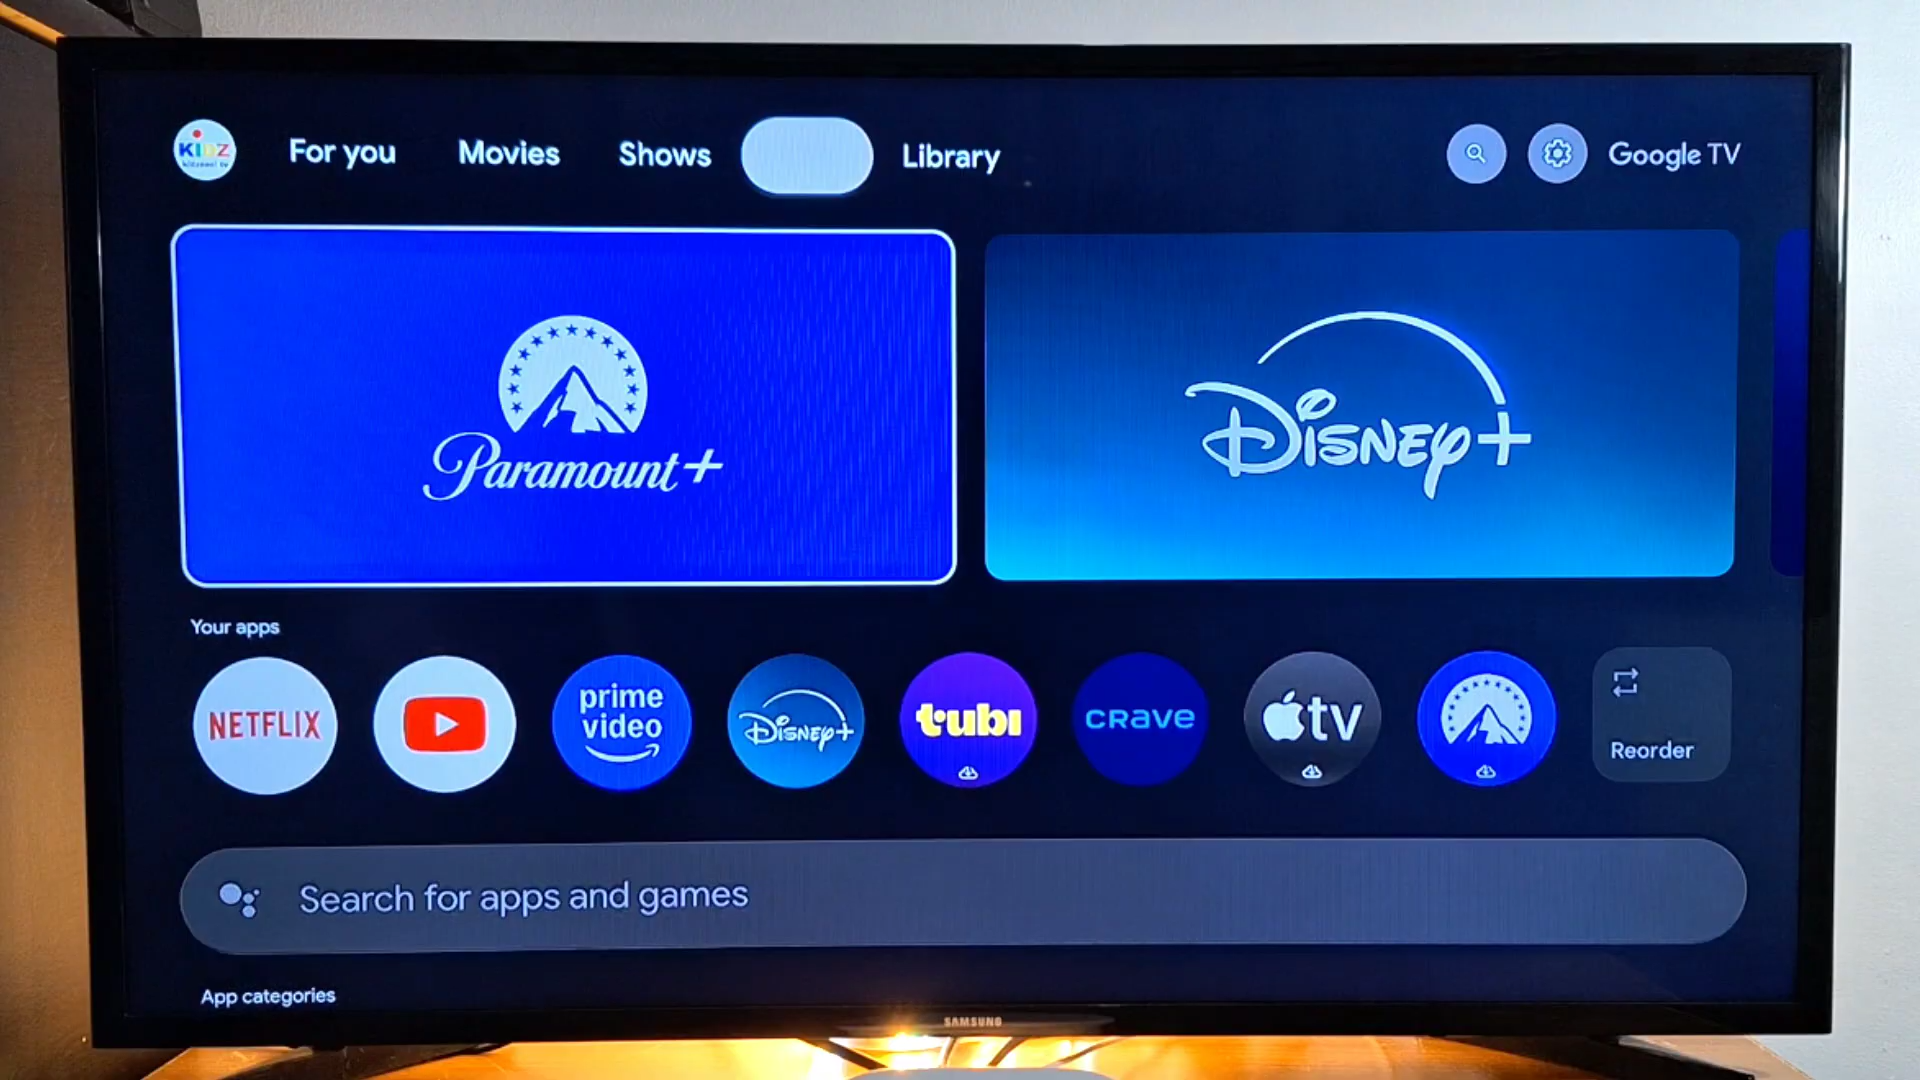 KIDZ
For you
Movies
Shows
Library
Google TV
Paramount+
Disney+
Your apps
NETFLIX
prime video
Disney+
tubi
crave
tv
Reorder
Search for apps and games
App categories
SAMSUNG